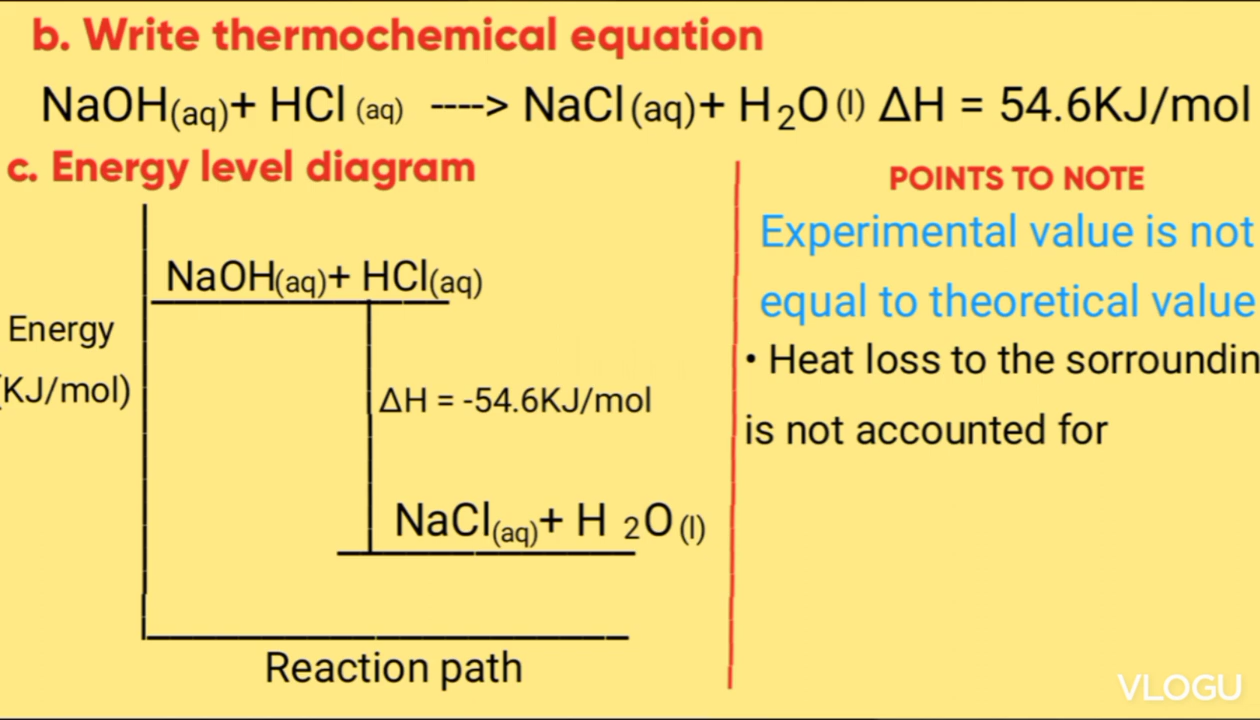 b. Write thermochemical equation
NaOH(aq)+ HCl (aq) ----> NaCl(aq)+ H2O(l) ΔH = 54.6KJ/mol
c. Energy level diagram
NaOH(aq)+ HCl(aq)
Energy
(KJ/mol)
ΔH = -54.6KJ/mol
NaCl(aq)+ H 2O(l)
Reaction path
POINTS TO NOTE
Experimental value is not
equal to theoretical value
• Heat loss to the sorroundin
is not accounted for
VLOGU